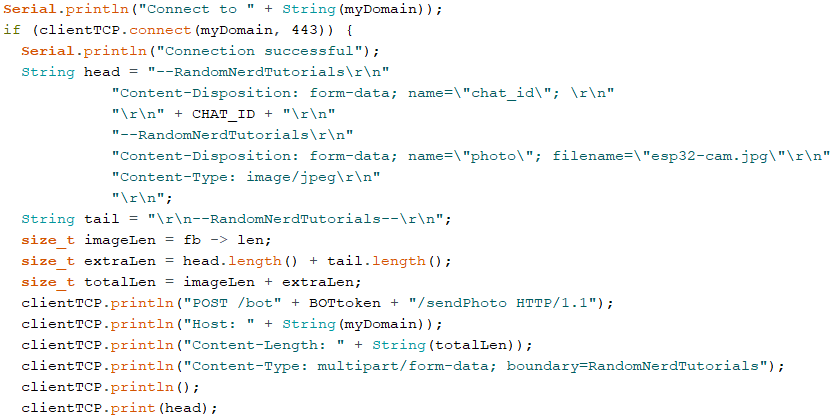 Serial.println("Connect to " + String(myDomain));
if (clientTCP.connect(myDomain, 443)) {
Serial.println("Connection successful");
String head = "--RandomNerdTutorials\r\n"
"Content-Disposition: form-data; name=\"chat_id\"; \r\n"
"\r\n" + CHAT_ID + "\r\n"
"--RandomNerdTutorials\r\n"
"Content-Disposition: form-data; name=\"photo\"; filename=\"esp32-cam.jpg\"\r\n"
"Content-Type: image/jpeg\r\n"
"\r\n";
String tail = "\r\n--RandomNerdTutorials--\r\n";
size_t imageLen = fb -> len;
size_t extraLen = head.length() + tail.length();
size_t totalLen = imageLen + extraLen;
clientTCP.println("POST /bot" + BOTtoken + "/sendPhoto HTTP/1.1");
clientTCP.println("Host: " + String(myDomain));
clientTCP.println("Content-Length: " + String(totalLen));
clientTCP.println("Content-Type: multipart/form-data; boundary=RandomNerdTutorials");
clientTCP.println();
clientTCP.print(head);